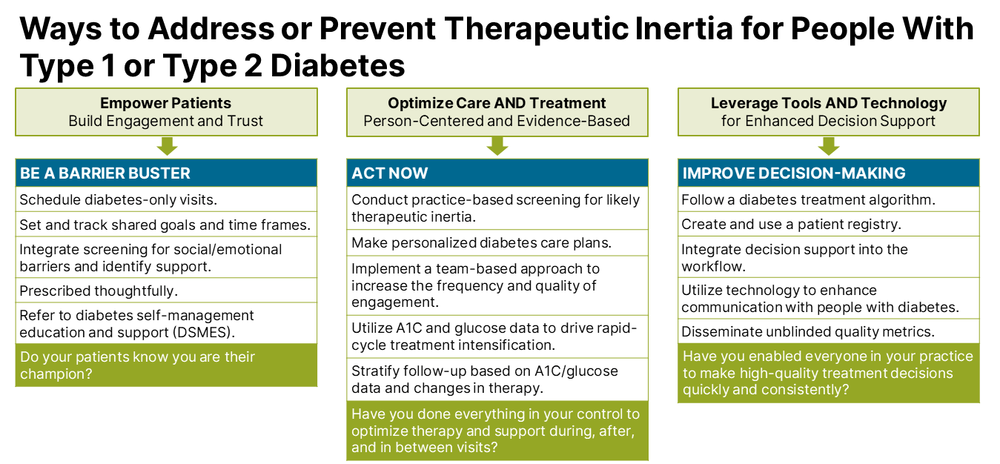 Ways to Address or Prevent Therapeutic Inertia for People With
Type 1 or Type 2 Diabetes
Empower Patients
Build Engagement and Trust
BE A BARRIER BUSTER
Schedule diabetes-only visits.
Set and track shared goals and time frames.
Integrate screening for social/emotional
barriers and identify support.
Prescribed thoughtfully.
Refer to diabetes self-management
education and support (DSMES).
Do your patients know you are their
champion?
Optimize Care AND Treatment
Person-Centered and Evidence-Based
ACT NOW
Conduct practice-based screening for likely
therapeutic inertia.
Make personalized diabetes care plans.
Implement a team-based approach to
increase the frequency and quality of
engagement.
Utilize A1C and glucose data to drive rapid-
cycle treatment intensification.
Stratify follow-up based on A1C/glucose
data and changes in therapy.
Have you done everything in your control to
optimize therapy and support during, after,
and in between visits?
Leverage Tools AND Technology
for Enhanced Decision Support
IMPROVE DECISION-MAKING
Follow a diabetes treatment algorithm.
Create and use a patient registry.
Integrate decision support into the
workflow.
Utilize technology to enhance
communication with people with diabetes.
Disseminate unblinded quality metrics.
Have you enabled everyone in your practice
to make high-quality treatment decisions
quickly and consistently?